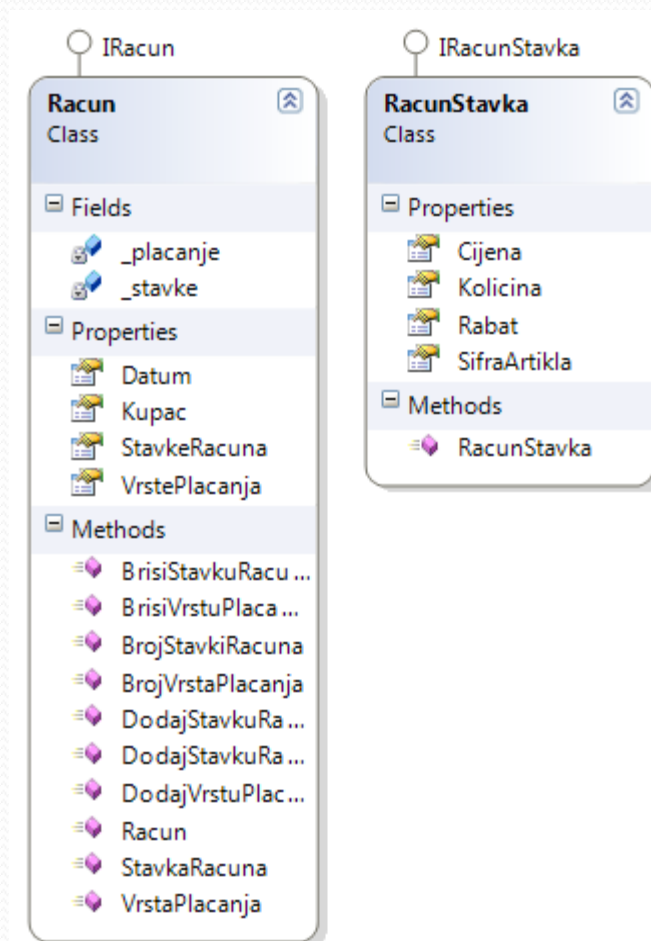 IRacun
Racun
Class
Fields
_placanje
_stavke
Properties
Datum
Kupac
StavkeRacuna
VrstePlacanja
Methods
BrisiStavkuRacu ...
BrisiVrstuPlaca ...
BrojStavkiRacuna
BrojVrstaPlacanja
DodajStavkuRa ...
DodajStavkuRa ...
DodajVrstuPlac...
Racun
StavkaRacuna
VrstaPlacanja
IRacunStavka
RacunStavka
Class
Properties
Cijena
Kolicina
Rabat
SifraArtikla
Methods
RacunStavka